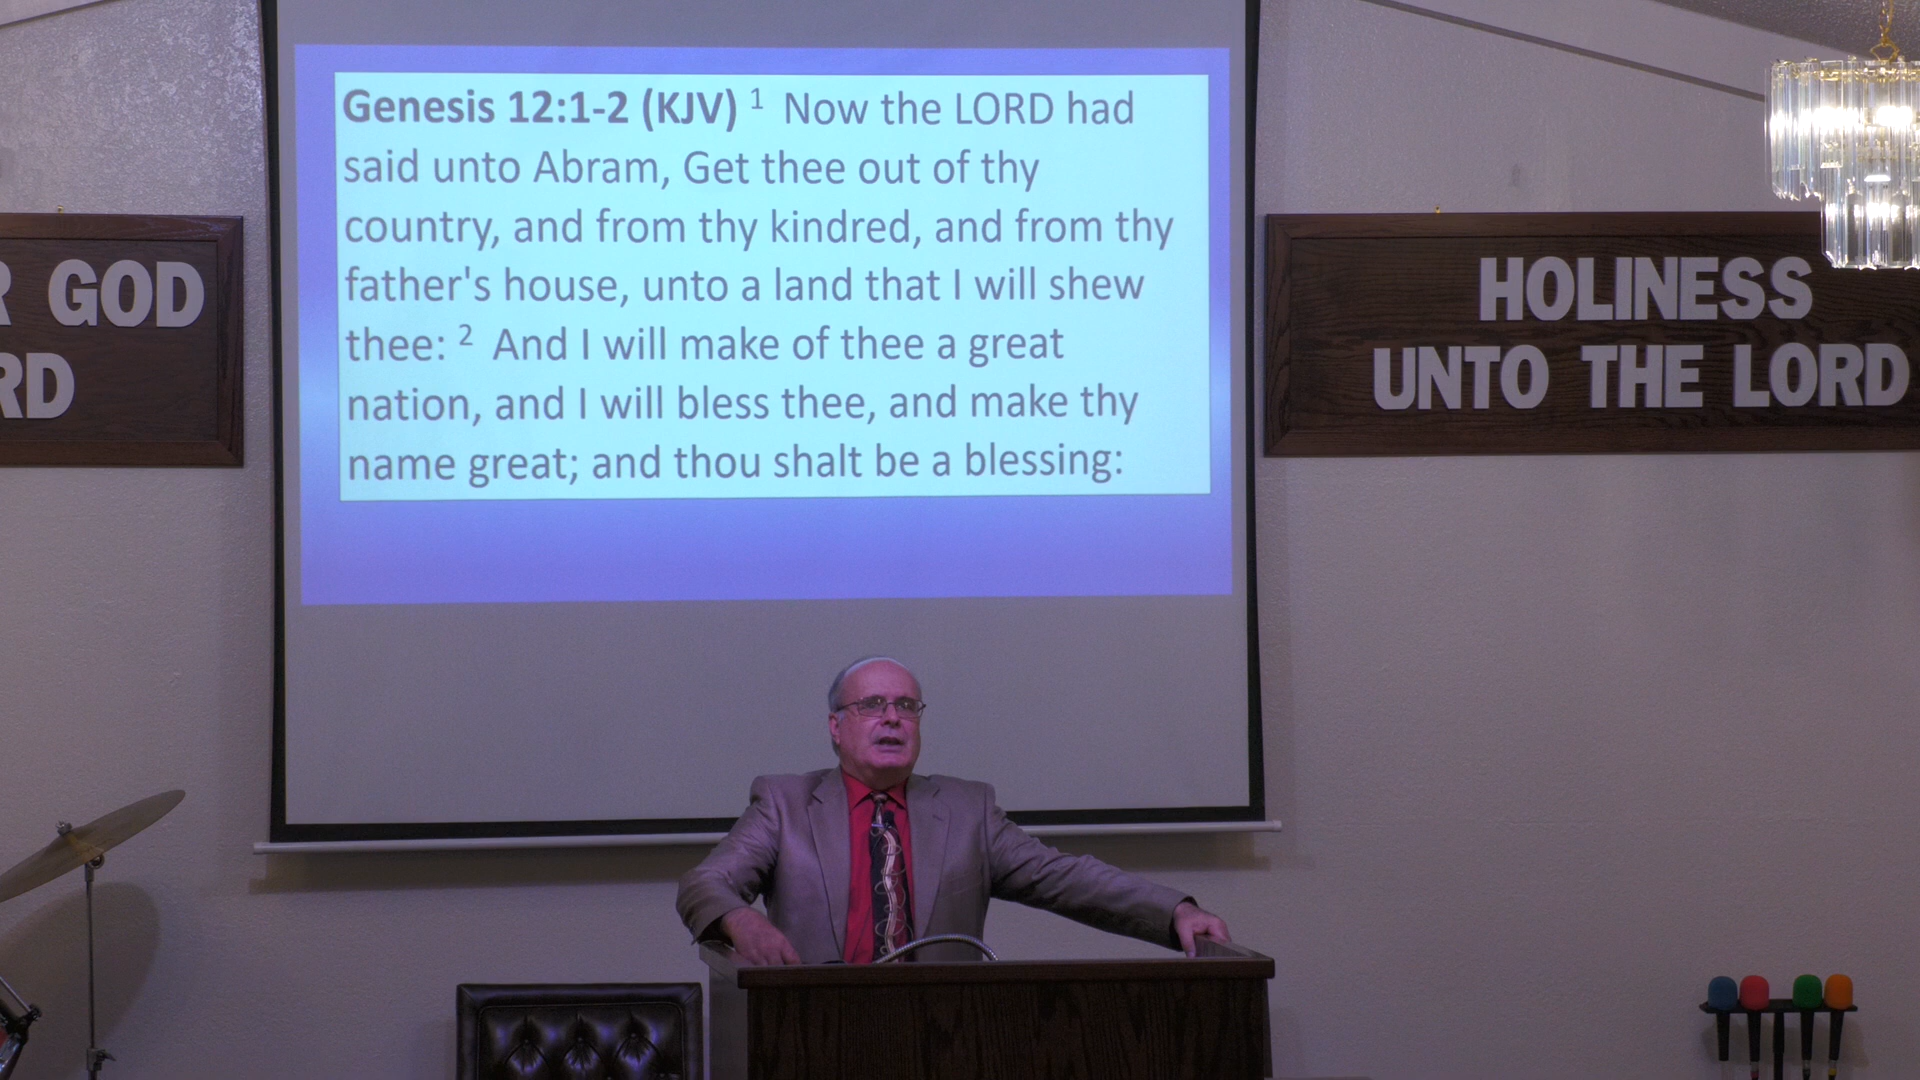 Genesis 12:1-2 (KJV) 1 Now the LORD had
said unto Abram, Get thee out of thy
country, and from thy kindred, and from thy
father's house, unto a land that I will shew
thee: 2 And I will make of thee a great
nation, and I will bless thee, and make thy
name great; and thou shalt be a blessing:
GOD
HOLINESS
UNTO THE LORD